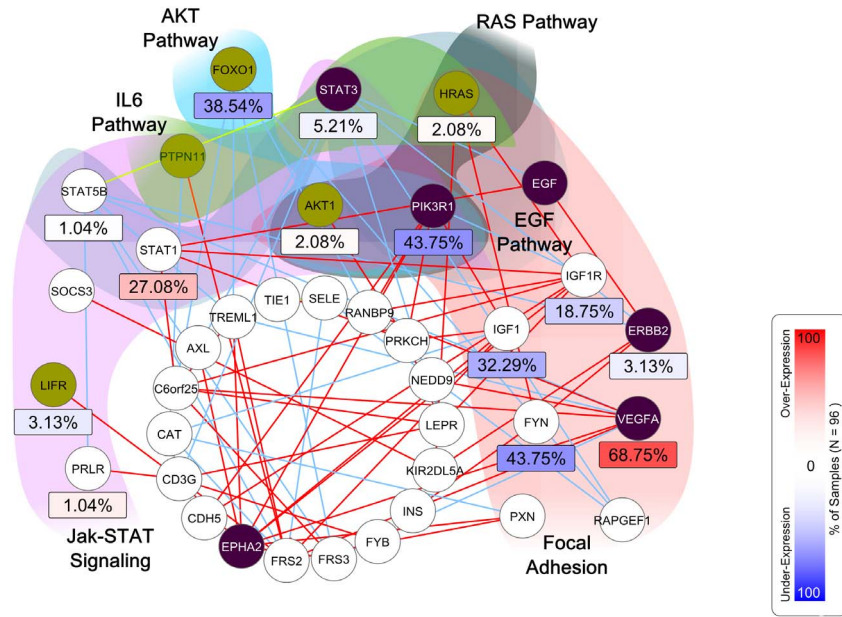 AKT
Pathway
RAS Pathway
FOXO1
38.54%
STAT3
5.21%
HRAS
2.08%
IL6
Pathway
PTPN11
STAT5B
1.04%
AKT1
2.08%
PIK3R1
43.75%
EGF
EGF
Pathway
STAT1
27.08%
IGF1R
18.75%
SOCS3
TREML1
TIE1
SELE
RANBP9
PRKCH
IGF1
32.29%
ERBB2
3.13%
AXL
C6orf25
NEDD9
LIFR
3.13%
CAT
LEPR
FYN
43.75%
VEGFA
68.75%
PRLR
1.04%
CD3G
KIR2DL5A
CDH5
INS
PXN
RAPGEF1
Jak-STAT
Signaling
EPHA2
FRS2
FRS3
FYB
Focal
Adhesion
100
Over-Expression
0
% of Samples (N = 96)
Under-Expression
100